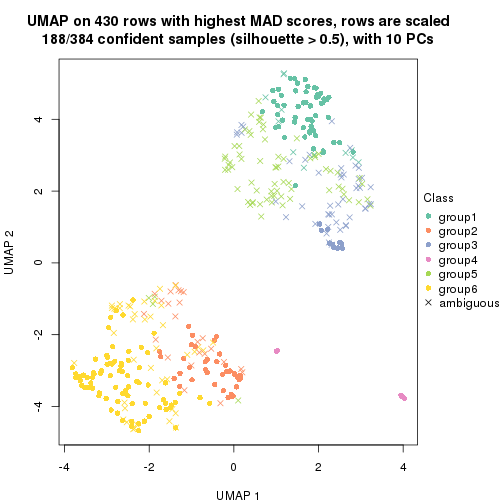 UMAP on 430 rows with highest MAD scores, rows are scaled
188/384 confident samples (silhouette > 0.5), with 10 PCs
UMAP 2
4
2
0
-2
-4
-4
-2
0
2
4
UMAP 1
Class
group1
group2
group3
group4
group5
group6
ambiguous